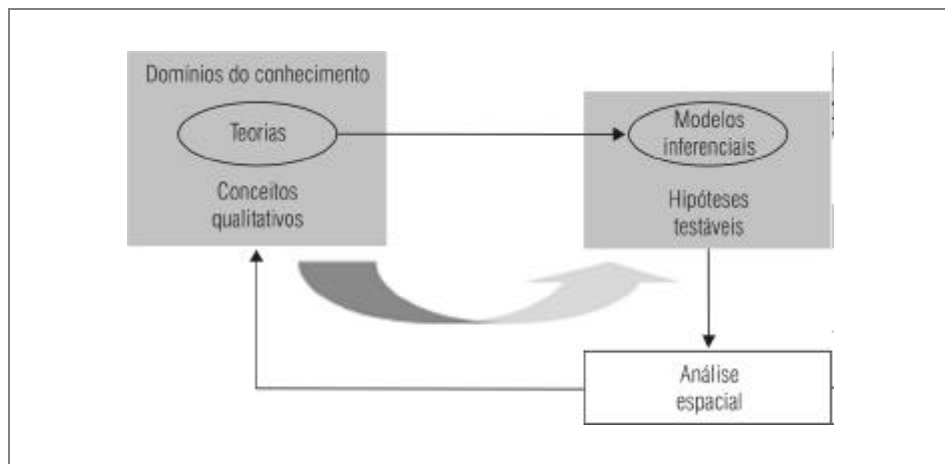 Domínios do conhecimento
Teorias
Conceitos
qualitativos
Modelos
inferenciais
Hipóteses
testáveis
Análise
espacial